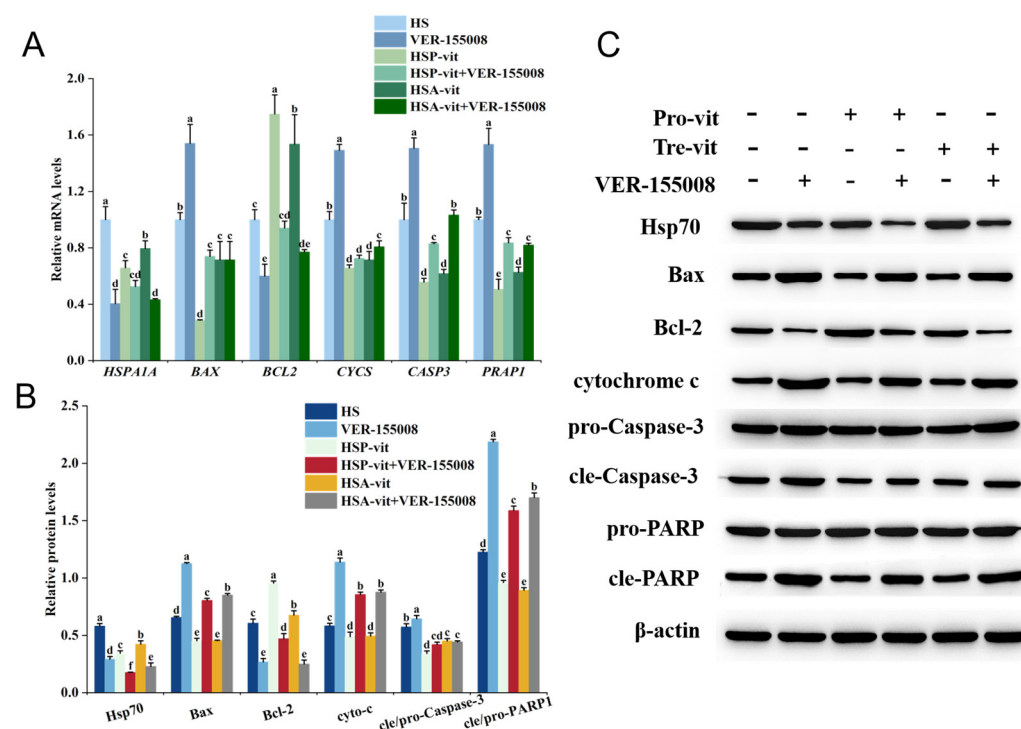 A
HS
VER-155008
HSP-vit
HSP-vit+VER-155008
HSA-vit
HSA-vit+VER-155008
Relative mRNA levels
2.0
1.6
1.2
0.8
0.4
0.0
a d c cd b d
b a d c c c
c e a cd b de
b a d d d c
b a c b c b
b a d c d c
HSPA1A BAX BCL2 CYCS CASP3 PRAP1
B
HS
VER-155008
HSP-vit
HSP-vit+VER-155008
HSA-vit
HSA-vit+VER-155008
Relative protein levels
2.5
2.0
1.5
1.0
0.5
0.0
a d c f b e
d a e c e b
c e a d b e
c a d b d b
b a d cd c c
d a e c e b
Hsp70 Bax Bcl-2 cyto-c cle/pro-Caspase-3 cle/pro-PARP1
C
Pro-vit - - + + - -
Tre-vit - - - - + +
VER-155008 - + - + - +
Hsp70
Bax
Bcl-2
cytochrome c
pro-Caspase-3
cle-Caspase-3
pro-PARP
cle-PARP
β-actin